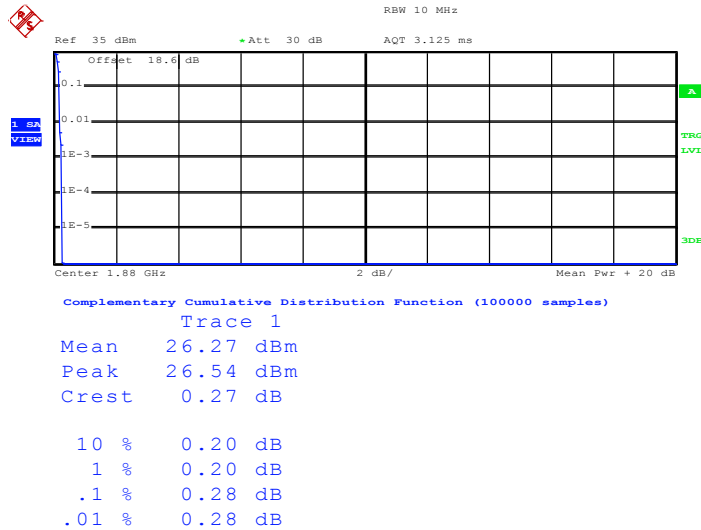 RBW 10 MHz
Ref 35 dBm *Att 30 dB AQT 3.125 ms
Offset 18.6 dB
0.1
A
0.01
1 SA
VIEW
TRG
LVL
1E-3
1E-4
1E-5
3DB
Center 1.88 GHz 2 dB/ Mean Pwr + 20 dB
Complementary Cumulative Distribution Function (100000 samples)
Trace 1
Mean 26.27 dBm
Peak 26.54 dBm
Crest 0.27 dB
10 % 0.20 dB
1 % 0.20 dB
.1 % 0.28 dB
.01 % 0.28 dB